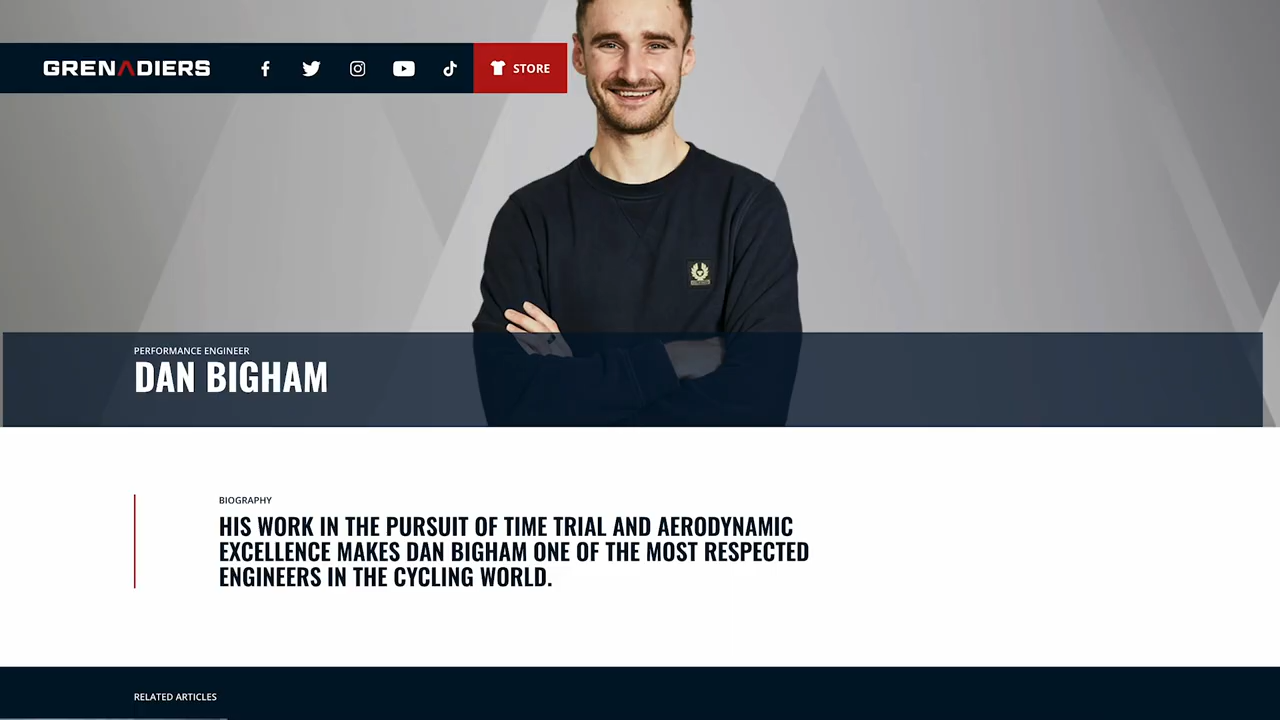 GRENADIERS
STORE
PERFORMANCE ENGINEER
DAN BIGHAM
BIOGRAPHY
HIS WORK IN THE PURSUIT OF TIME TRIAL AND AERODYNAMIC
EXCELLENCE MAKES DAN BIGHAM ONE OF THE MOST RESPECTED
ENGINEERS IN THE CYCLING WORLD.
RELATED ARTICLES